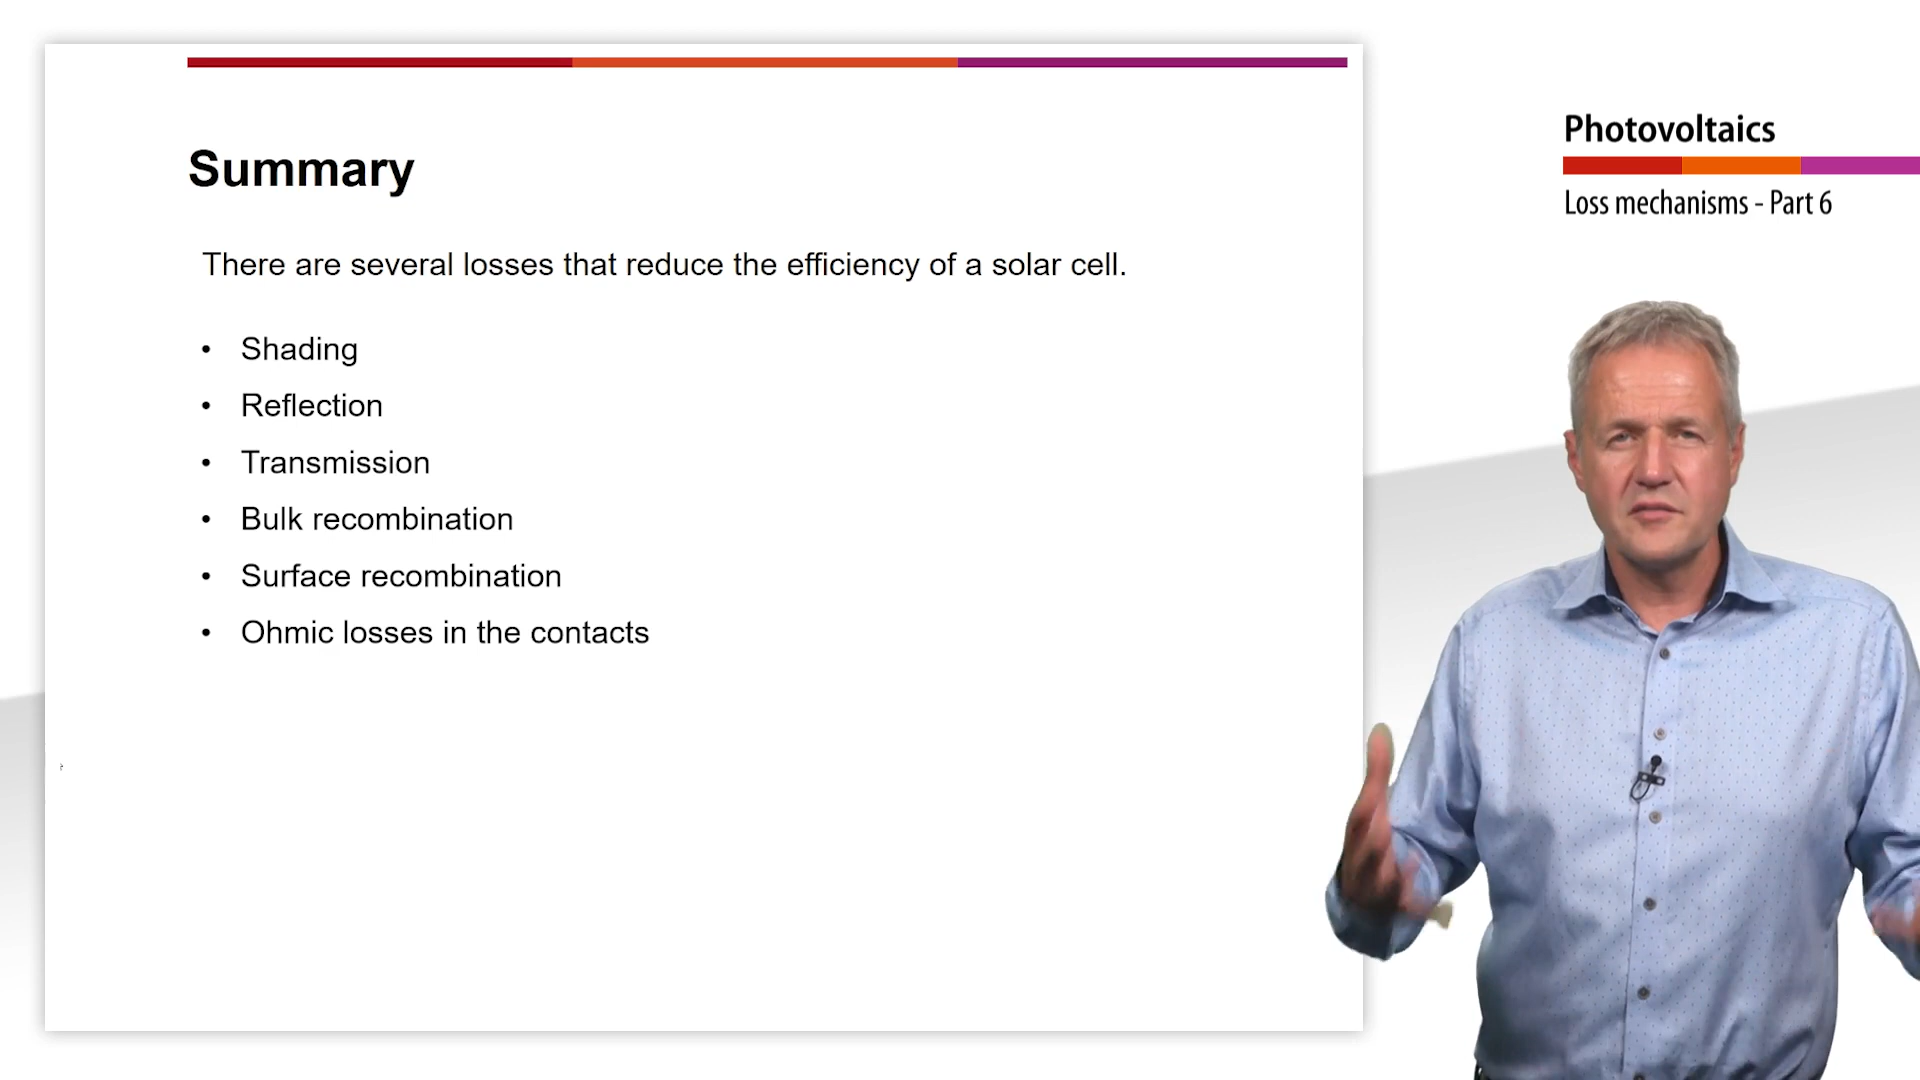 Summary
There are several losses that reduce the efficiency of a solar cell.
• Shading
• Reflection
• Transmission
• Bulk recombination
• Surface recombination
• Ohmic losses in the contacts
Photovoltaics
Loss mechanisms - Part 6